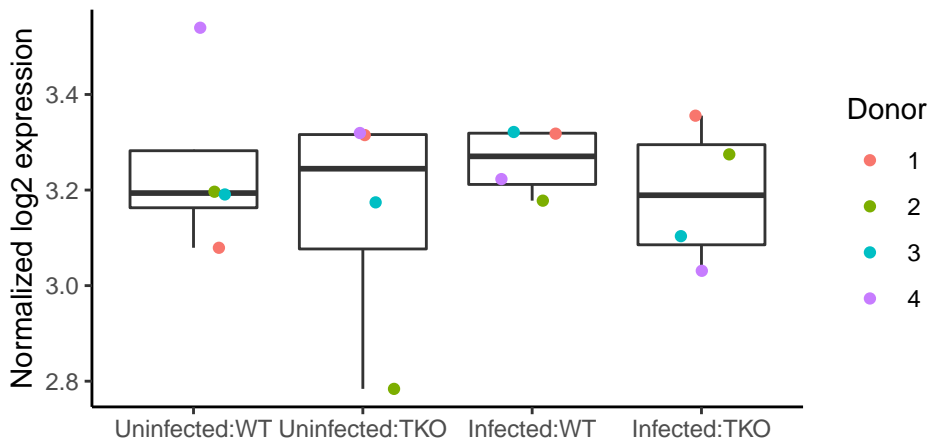 Normalized log2 expression
3.4
3.2
3.0
2.8
Uninfected:WT Uninfected:TKO Infected:WT Infected:TKO
Donor
1
2
3
4